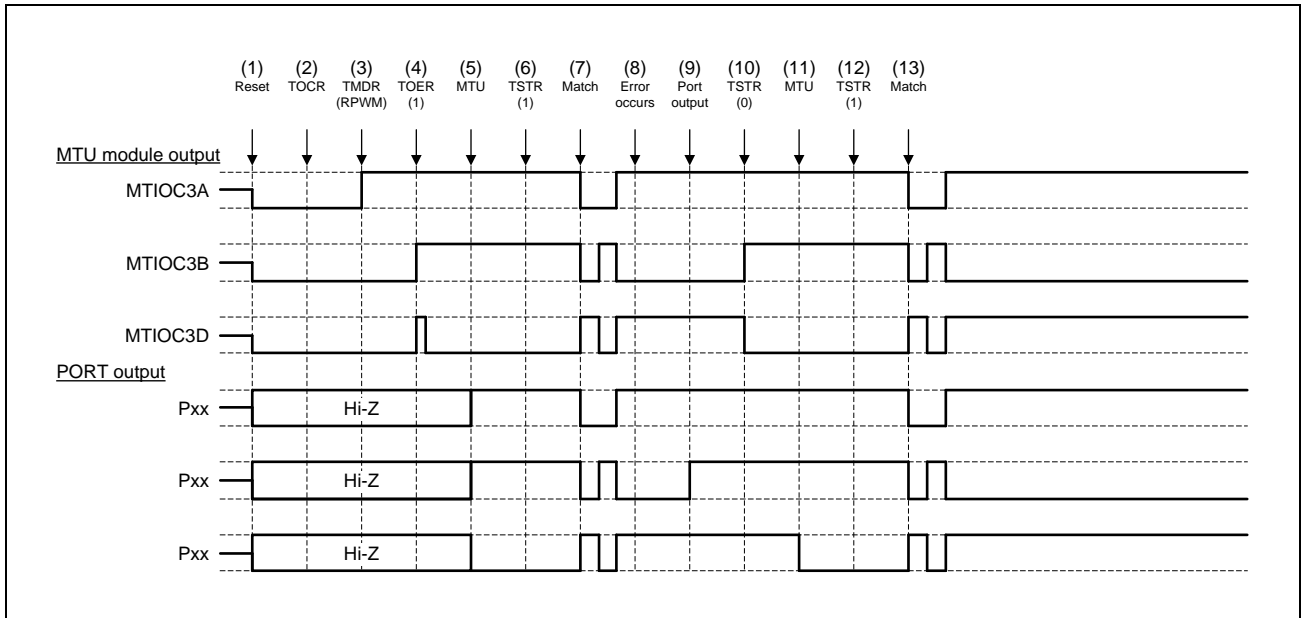 (1) (2) (3) (4) (5) (6) (7) (8) (9) (10) (11) (12) (13)
Reset TOCR TMDR TOER MTU TSTR Match Error Port TSTR MTU TSTR Match
(RPWM) (1) (1) occurs output (0) (1)
MTU module output
MTIOC3A
MTIOC3B
MTIOC3D
PORT output
Pxx Hi-Z
Pxx Hi-Z
Pxx Hi-Z